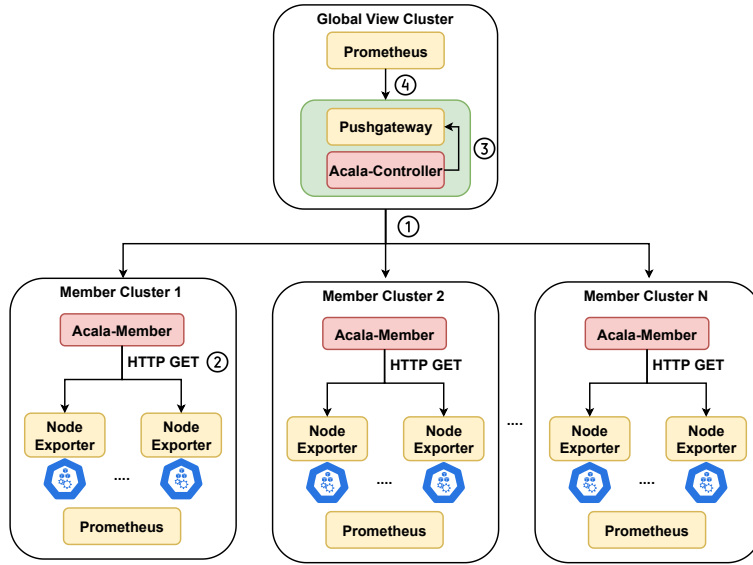 Global View Cluster
Prometheus
4
Pushgateway
3
Acala-Controller
1
Member Cluster 1
Acala-Member
HTTP GET 2
Node Exporter
Node Exporter
....
Prometheus
Member Cluster 2
Acala-Member
HTTP GET
Node Exporter
Node Exporter
....
Prometheus
....
Member Cluster N
Acala-Member
HTTP GET
Node Exporter
Node Exporter
....
Prometheus